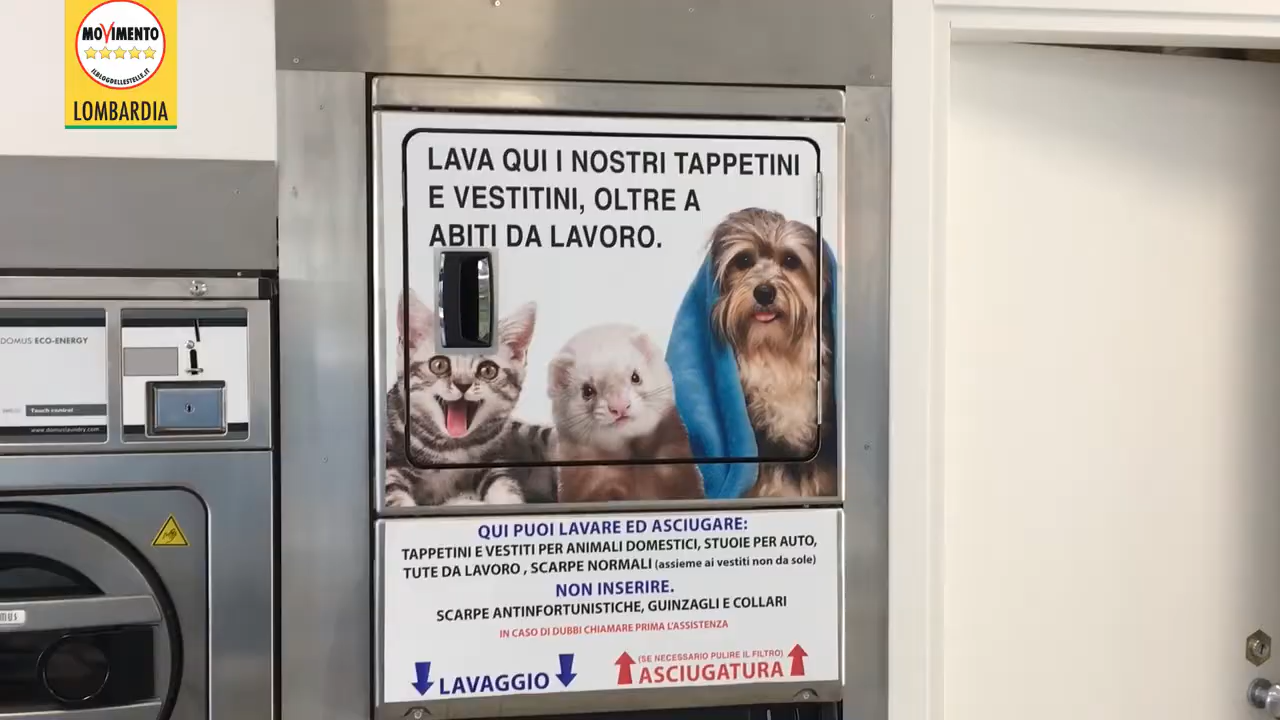 MOVIMENTO
ILBLOGDELLESTELLE.IT
LOMBARDIA
LAVA QUI I NOSTRI TAPPETINI
E VESTITINI, OLTRE A
ABITI DA LAVORO.
DOMUS ECO-ENERGY
Touch control
www.domuslaundry.com
QUI PUOI LAVARE ED ASCIUGARE:
TAPPETINI E VESTITI PER ANIMALI DOMESTICI, STUOIE PER AUTO,
TUTE DA LAVORO , SCARPE NORMALI (assieme ai vestiti non da sole)
NON INSERIRE.
SCARPE ANTINFORTUNISTICHE, GUINZAGLI E COLLARI
IN CASO DI DUBBI CHIAMARE PRIMA L'ASSISTENZA
LAVAGGIO
(SE NECESSARIO PULIRE IL FILTRO)
ASCIUGATURA